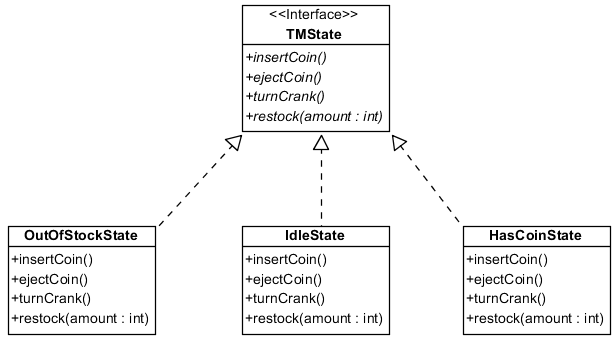 <<Interface>>
TMState
+insertCoin()
+ejectCoin()
+turnCrank()
+restock(amount : int)
OutOfStockState
+insertCoin()
+ejectCoin()
+turnCrank()
+restock(amount : int)
IdleState
+insertCoin()
+ejectCoin()
+turnCrank()
+restock(amount : int)
HasCoinState
+insertCoin()
+ejectCoin()
+turnCrank()
+restock(amount : int)